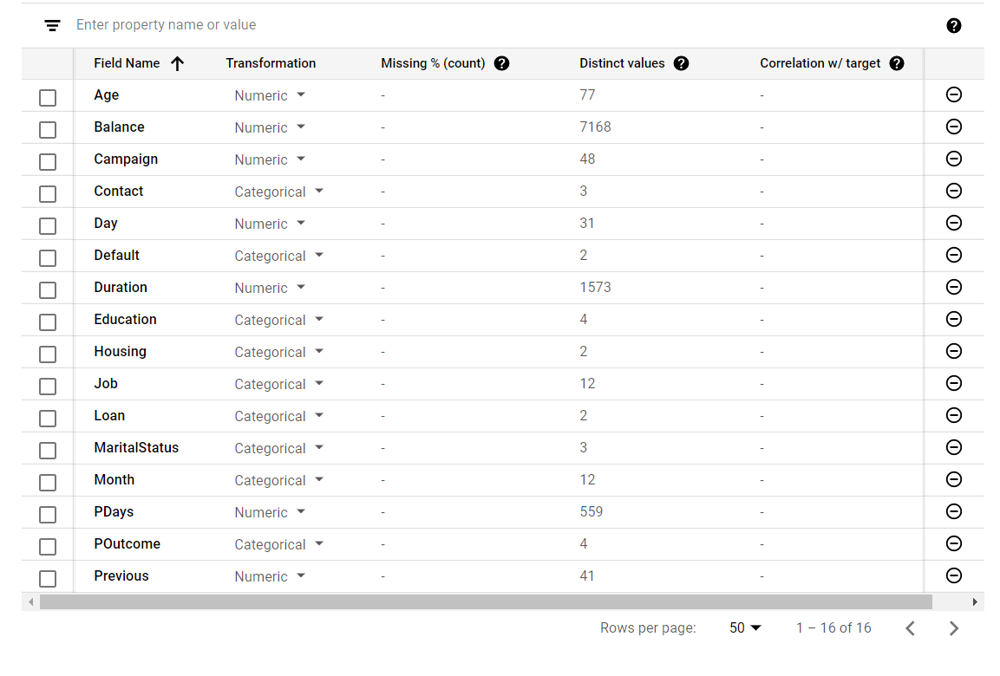 Enter property name or value
Field Name Transformation Missing % (count) Distinct values Correlation w/ target
Age Numeric - 77 -
Balance Numeric - 7168 -
Campaign Numeric - 48 -
Contact Categorical - 3 -
Day Numeric - 31 -
Default Categorical - 2 -
Duration Numeric - 1573 -
Education Categorical - 4 -
Housing Categorical - 2 -
Job Categorical - 12 -
Loan Categorical - 2 -
MaritalStatus Categorical - 3 -
Month Categorical - 12 -
PDays Numeric - 559 -
POutcome Categorical - 4 -
Previous Numeric - 41 -
Rows per page: 50 1 – 16 of 16